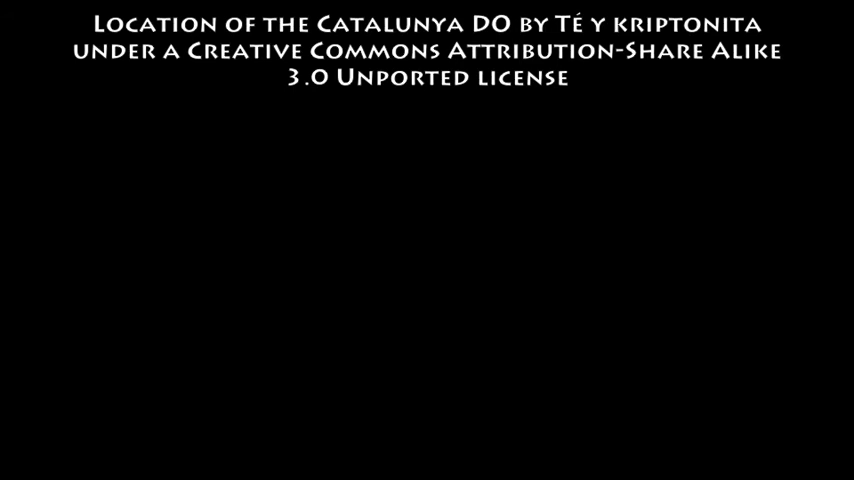 Location of the Catalunya DO by Té y kriptonita
under a Creative Commons Attribution-Share Alike
3.0 Unported license